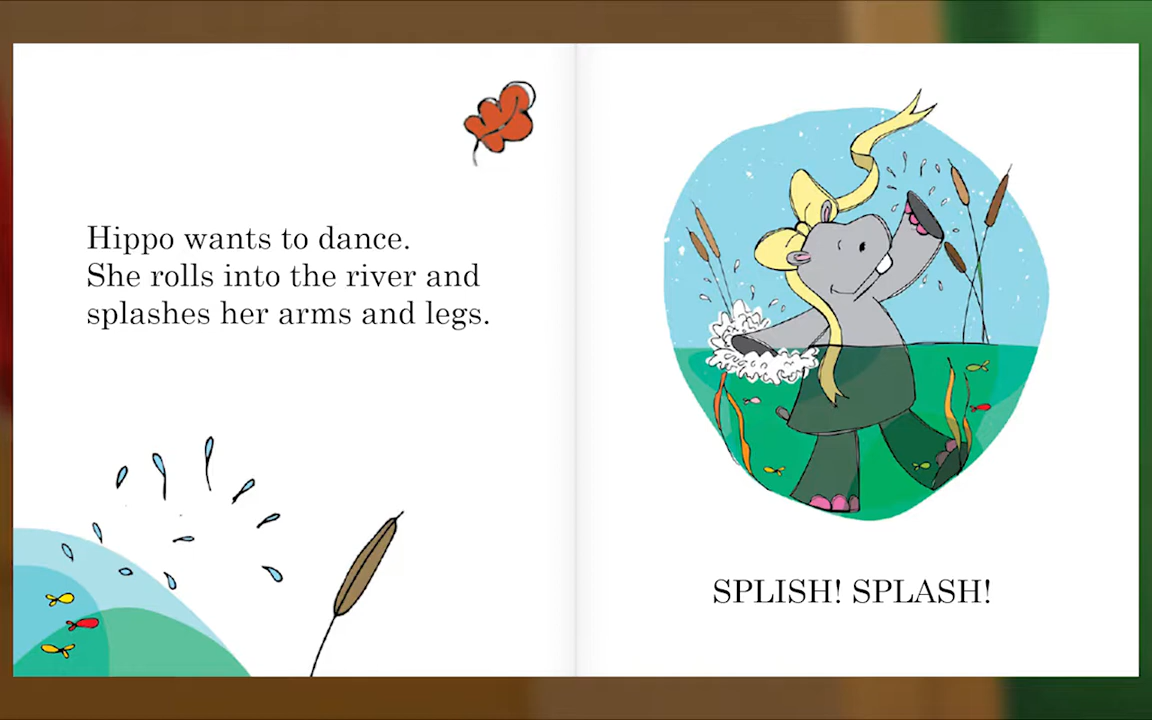 Hippo wants to dance.
She rolls into the river and
splashes her arms and legs.
SPLISH! SPLASH!